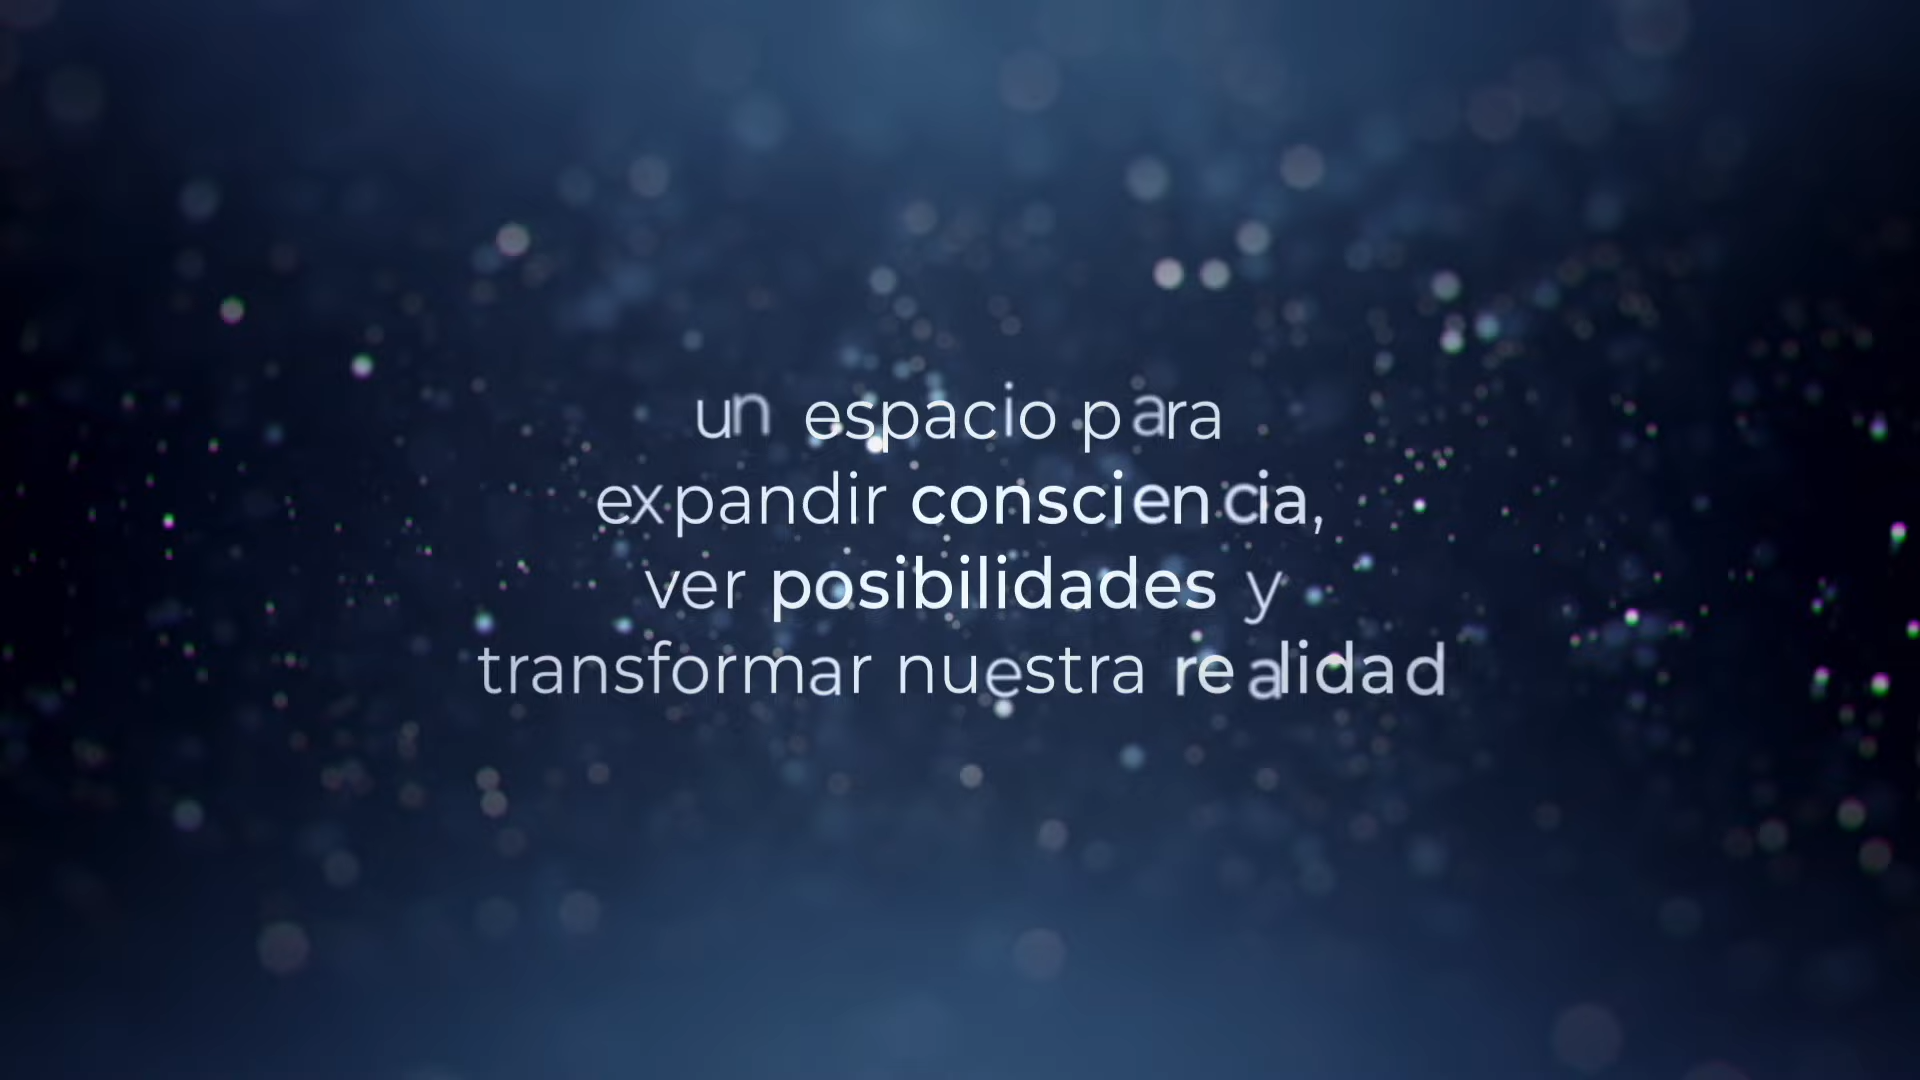 un espacio para
expandir consciencia,
ver posibilidades y
transformar nuestra realidad